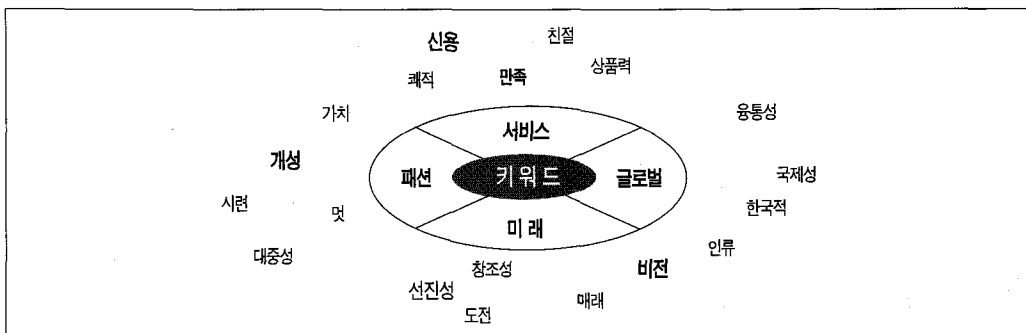 신용
친절
쾌적
만족
상품력
가치
융통성
서비스
개성
패션
키워드
글로벌
국제성
시련
멋
한국적
미래
대중성
비전
인류
창조성
선진성
매래
도전